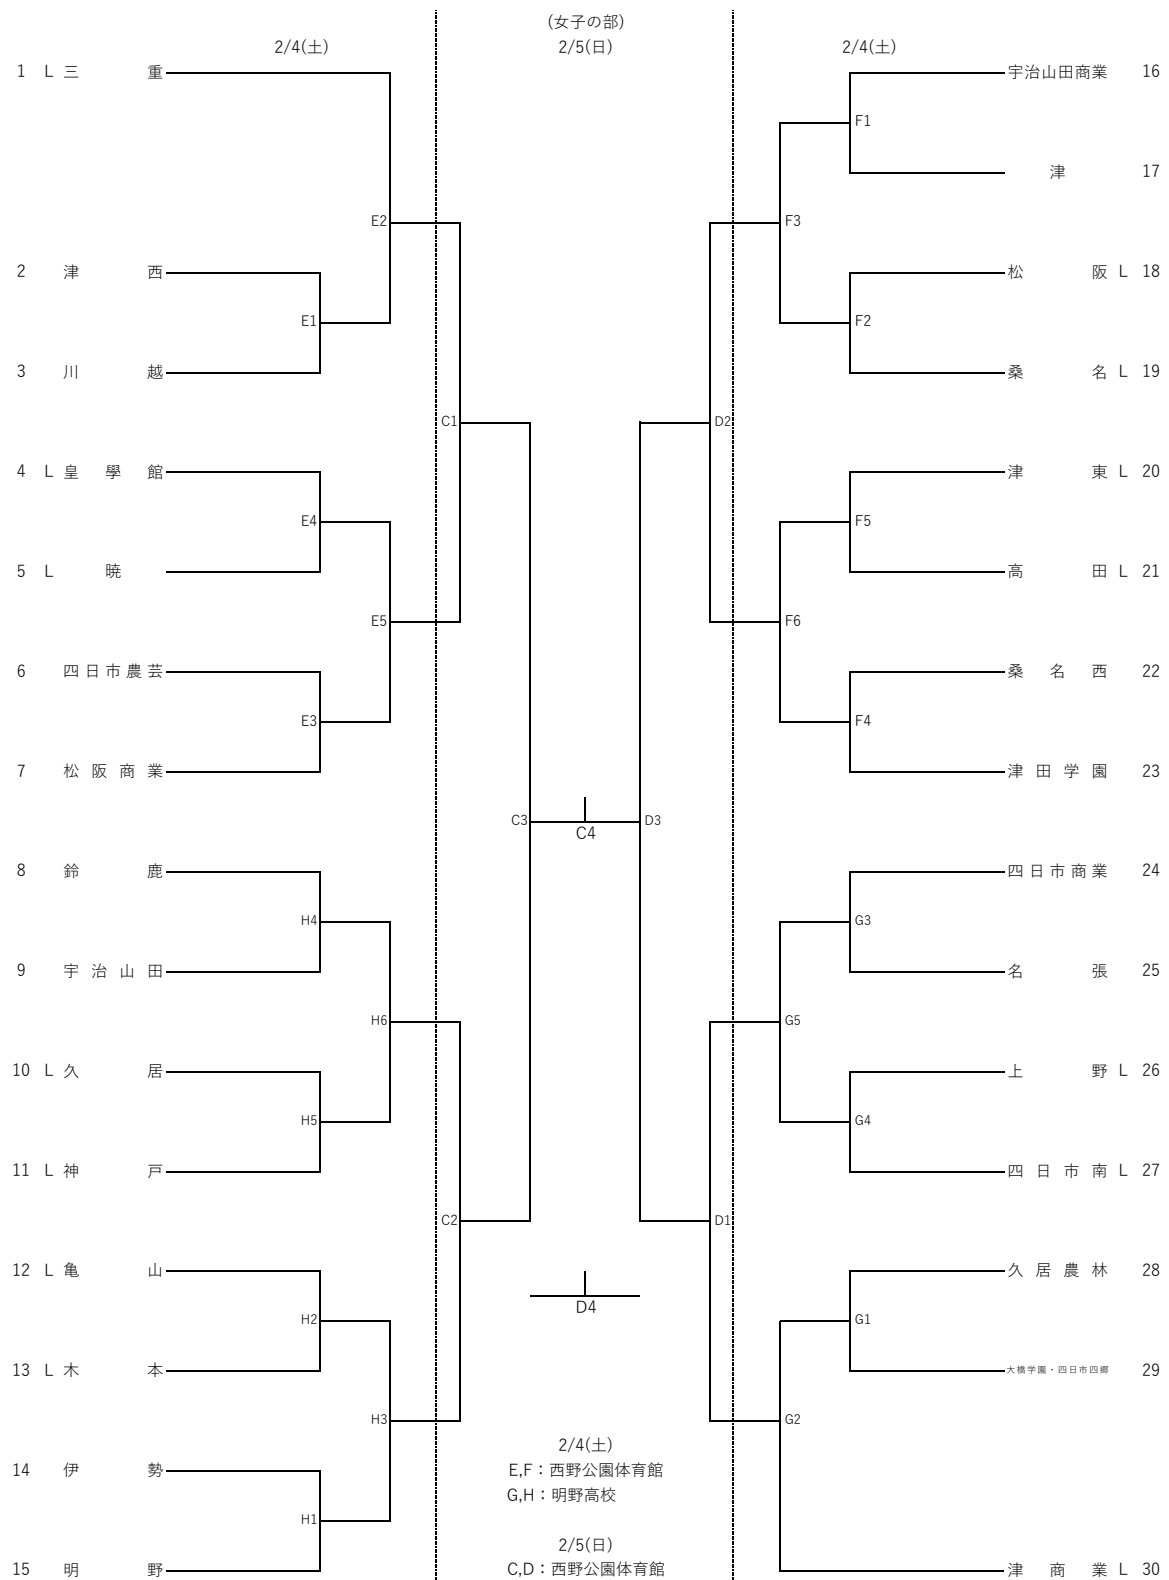 (女子の部)
2/4(土) 2/5(日) 2/4(土)
1 L 三重 宇治山田商業 16
F1
津 17
E2 F3
2 津西 松阪 L 18
E1 F2
3 川越 桑名 L 19
C1 D2
4 L 皇學館 津東 L 20
E4 F5
5 L 暁 高田 L 21
E5 F6
6 四日市農芸 桑名西 22
E3 F4
7 松阪商業 津田学園 23
C3 D3
C4
8 鈴鹿 四日市商業 24
H4 G3
9 宇治山田 名張 25
H6 G5
10 L 久居 上野 L 26
H5 G4
11 L 神戸 四日市南 L 27
C2 D1
12 L 亀山 久居農林 28
D4
H2 G1
13 L 木本 大橋学園・四日市四郷 29
H3 G2
2/4(土)
14 伊勢 E,F：西野公園体育館
G,H：明野高校
H1
2/5(日)
15 明野 C,D：西野公園体育館 津商業 L 30